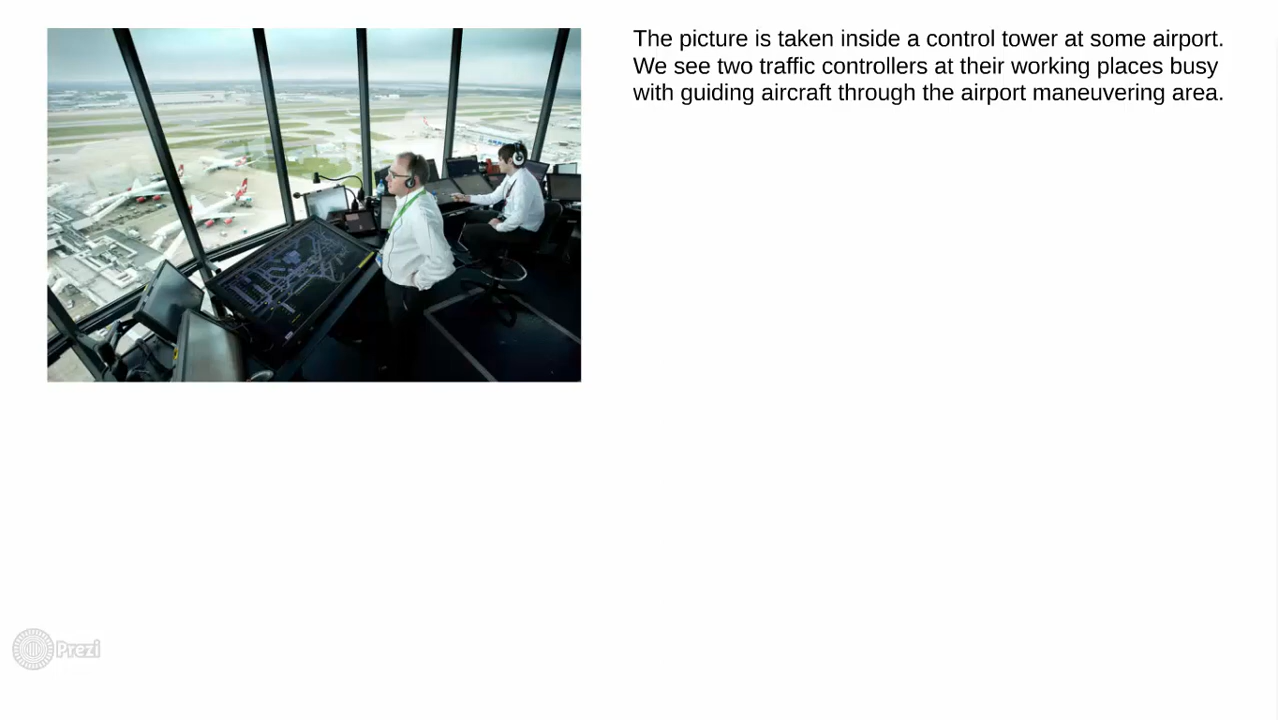 The picture is taken inside a control tower at some airport.
We see two traffic controllers at their working places busy
with guiding aircraft through the airport maneuvering area.
Prezi